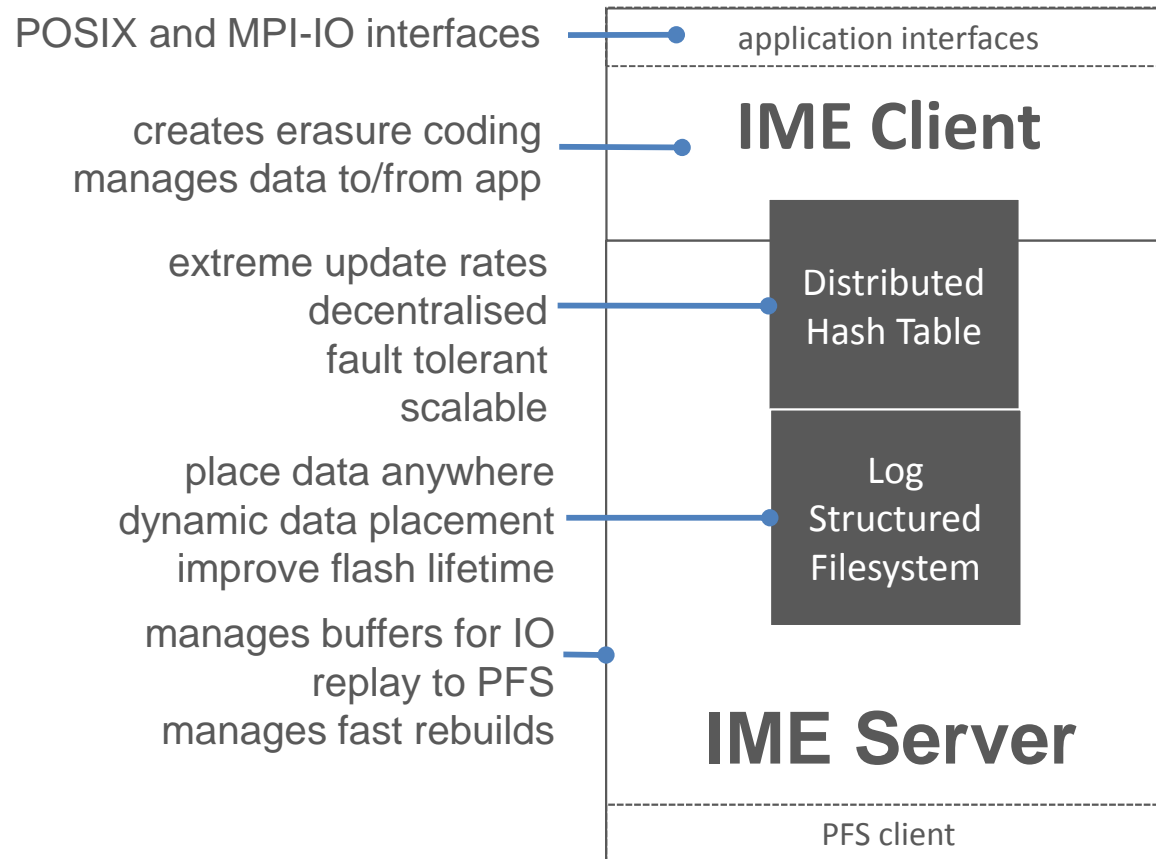 POSIX and MPI-IO interfaces
application interfaces
IME Client
creates erasure coding
manages data to/from app
extreme update rates
decentralised
fault tolerant
scalable
Distributed
Hash Table
place data anywhere
dynamic data placement
improve flash lifetime
Log
Structured
Filesystem
manages buffers for IO
replay to PFS
manages fast rebuilds
IME Server
PFS client